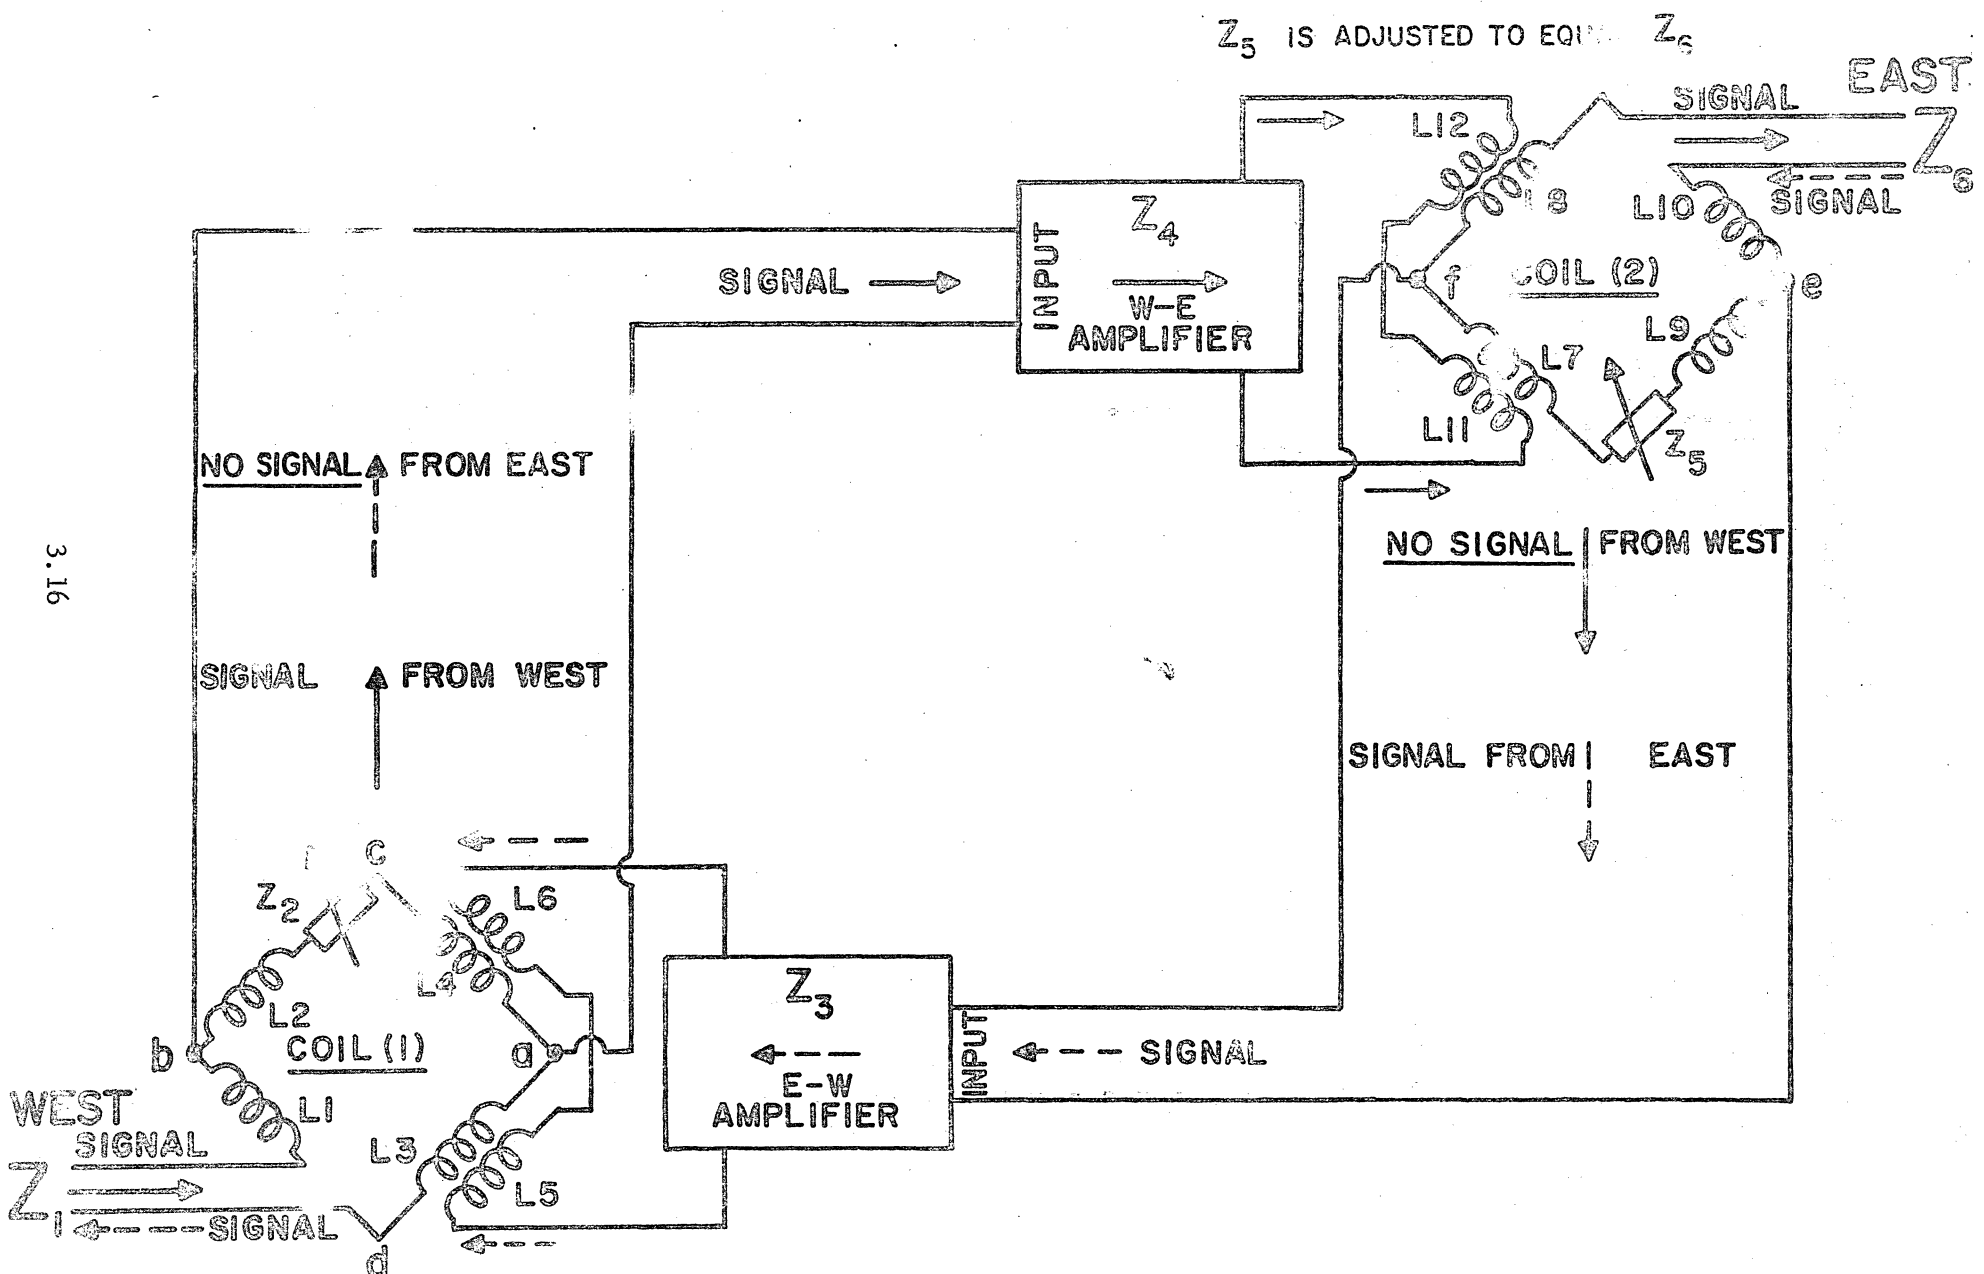 Z5 IS ADJUSTED TO Z6
EAST
SIGNAL
Z6
SIGNAL
L12
L8
L10
Z4
INPUT
SIGNAL
W-E
AMPLIFIER
f
COIL (2)
e
L9
L7
L11
Z5
NO SIGNAL FROM EAST
NO SIGNAL FROM WEST
3.16
SIGNAL FROM WEST
SIGNAL FROM EAST
c
Z2
L6
L4
L2
Z3
INPUT
SIGNAL
b
COIL (1)
a
E-W
AMPLIFIER
WEST
L1
SIGNAL
L3
Z1
L5
SIGNAL
d